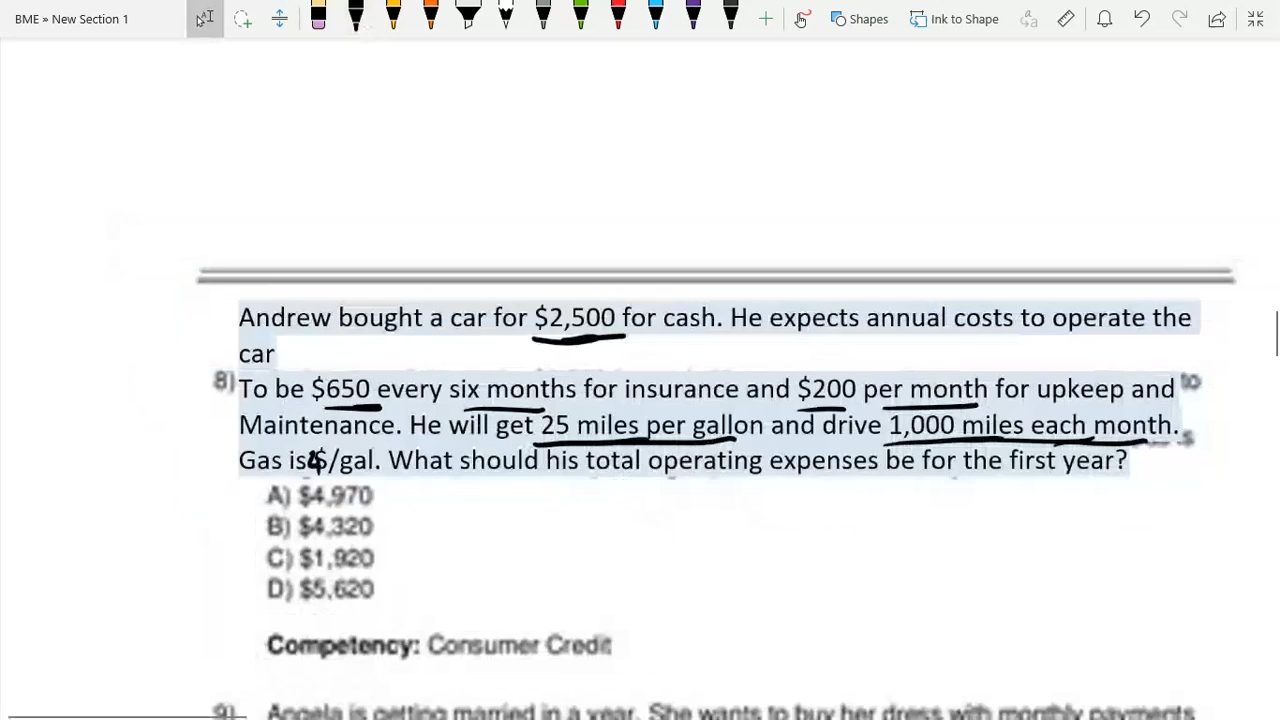 BME » New Section 1
Shapes
Ink to Shape
Andrew bought a car for $2,500 for cash. He expects annual costs to operate the
car
8) To be $650 every six months for insurance and $200 per month for upkeep and to
Maintenance. He will get 25 miles per gallon and drive 1,000 miles each month.
Gas is $/gal. What should his total operating expenses be for the first year?
A) $4,970
B) $4,320
C) $1,920
D) $5,620
Competency: Consumer Credit
9) Angela is getting married in a year. She wants to buy her dress with monthly payments